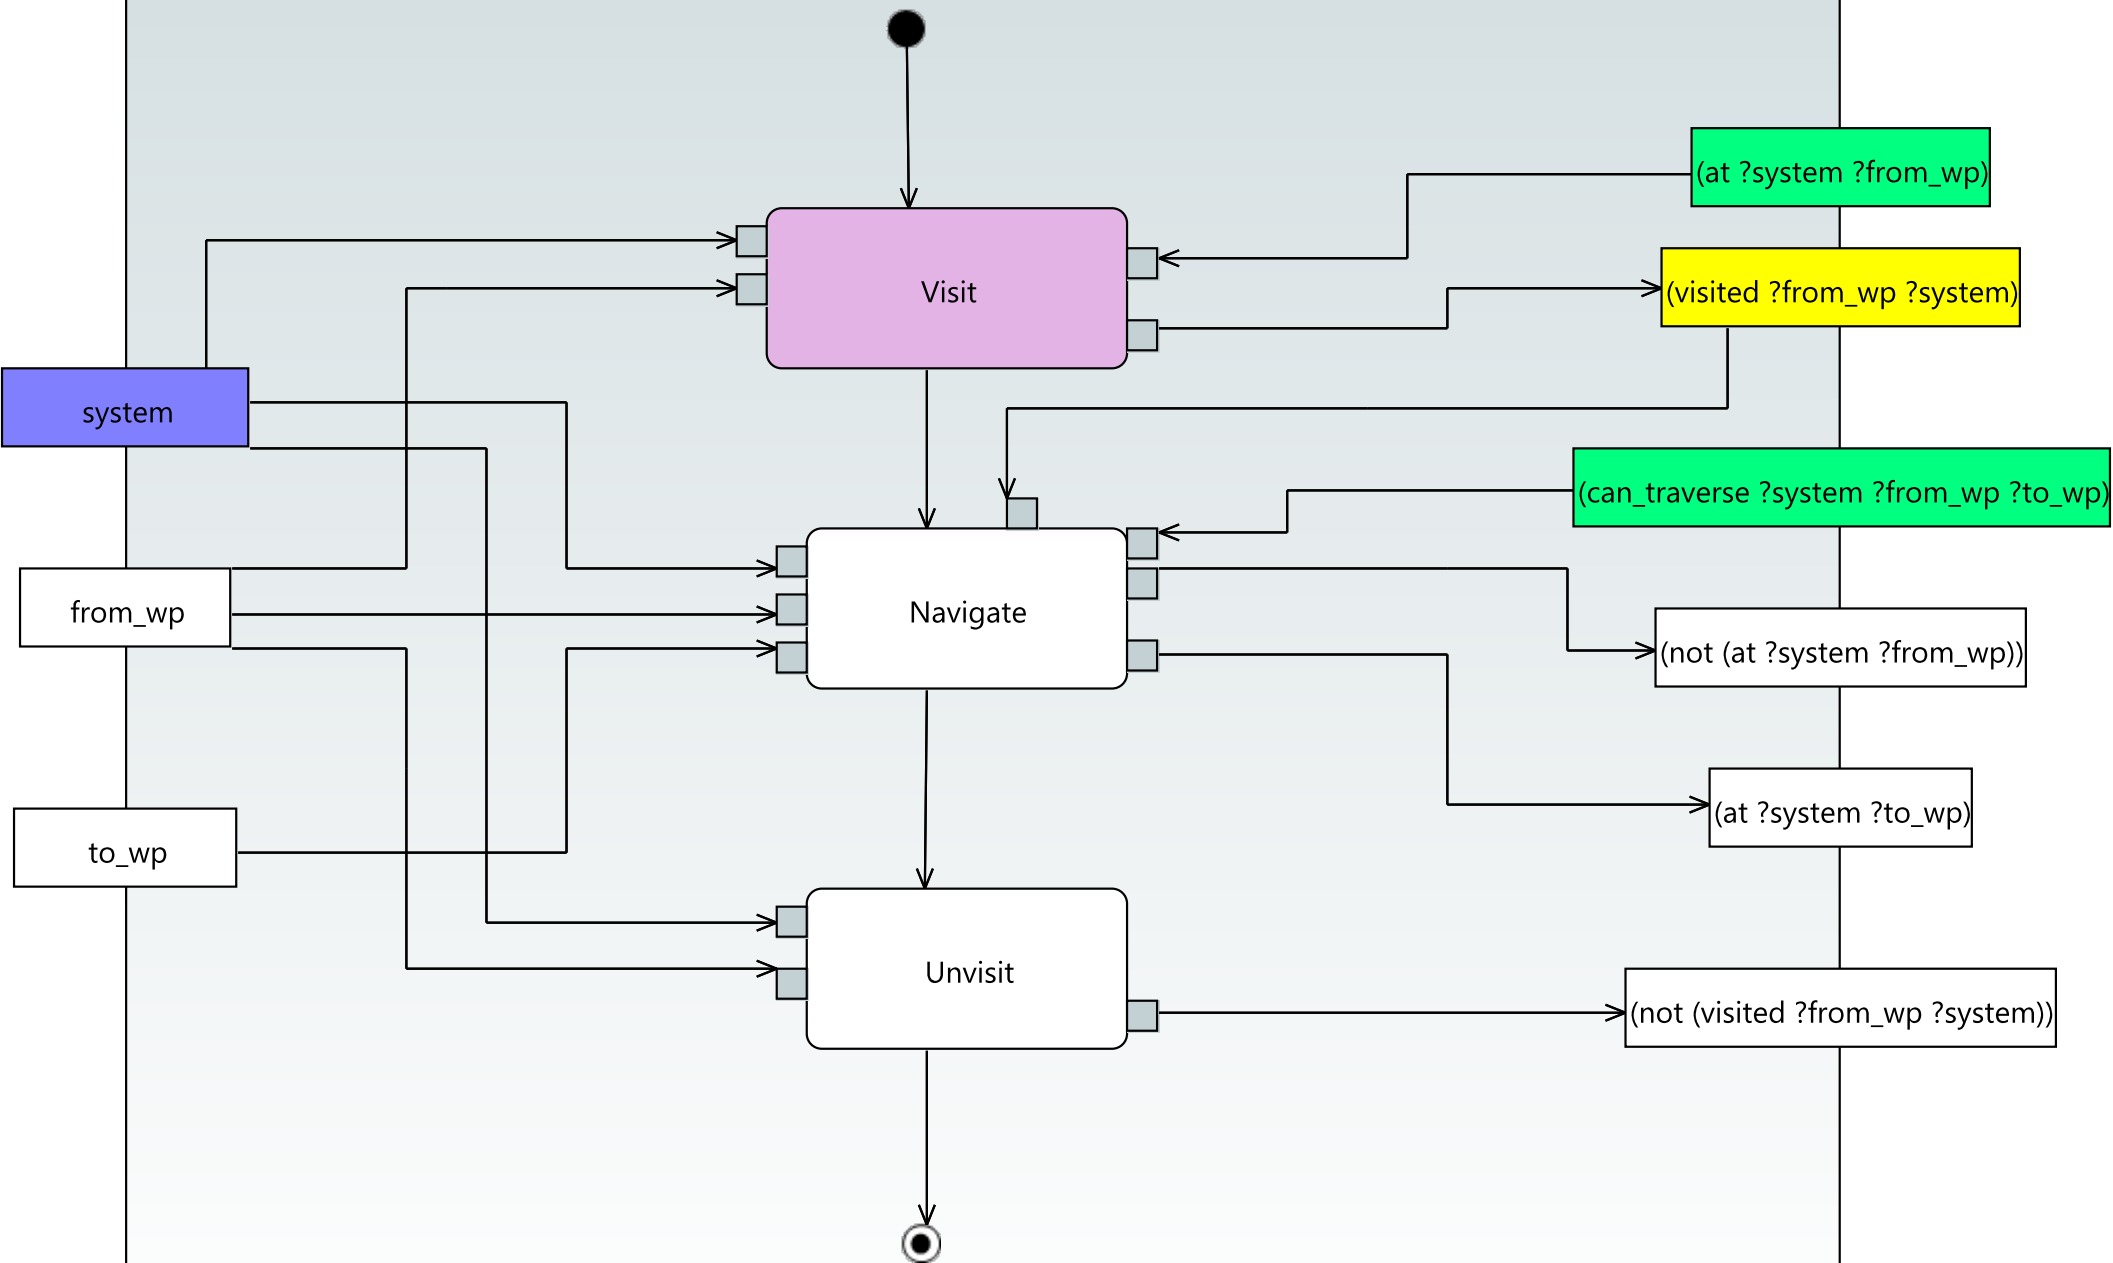 (at ?system ?from_wp)
Visit
(visited ?from_wp ?system)
system
(can_traverse ?system ?from_wp ?to_wp)
from_wp
Navigate
(not (at ?system ?from_wp))
to_wp
(at ?system ?to_wp)
Unvisit
(not (visited ?from_wp ?system))